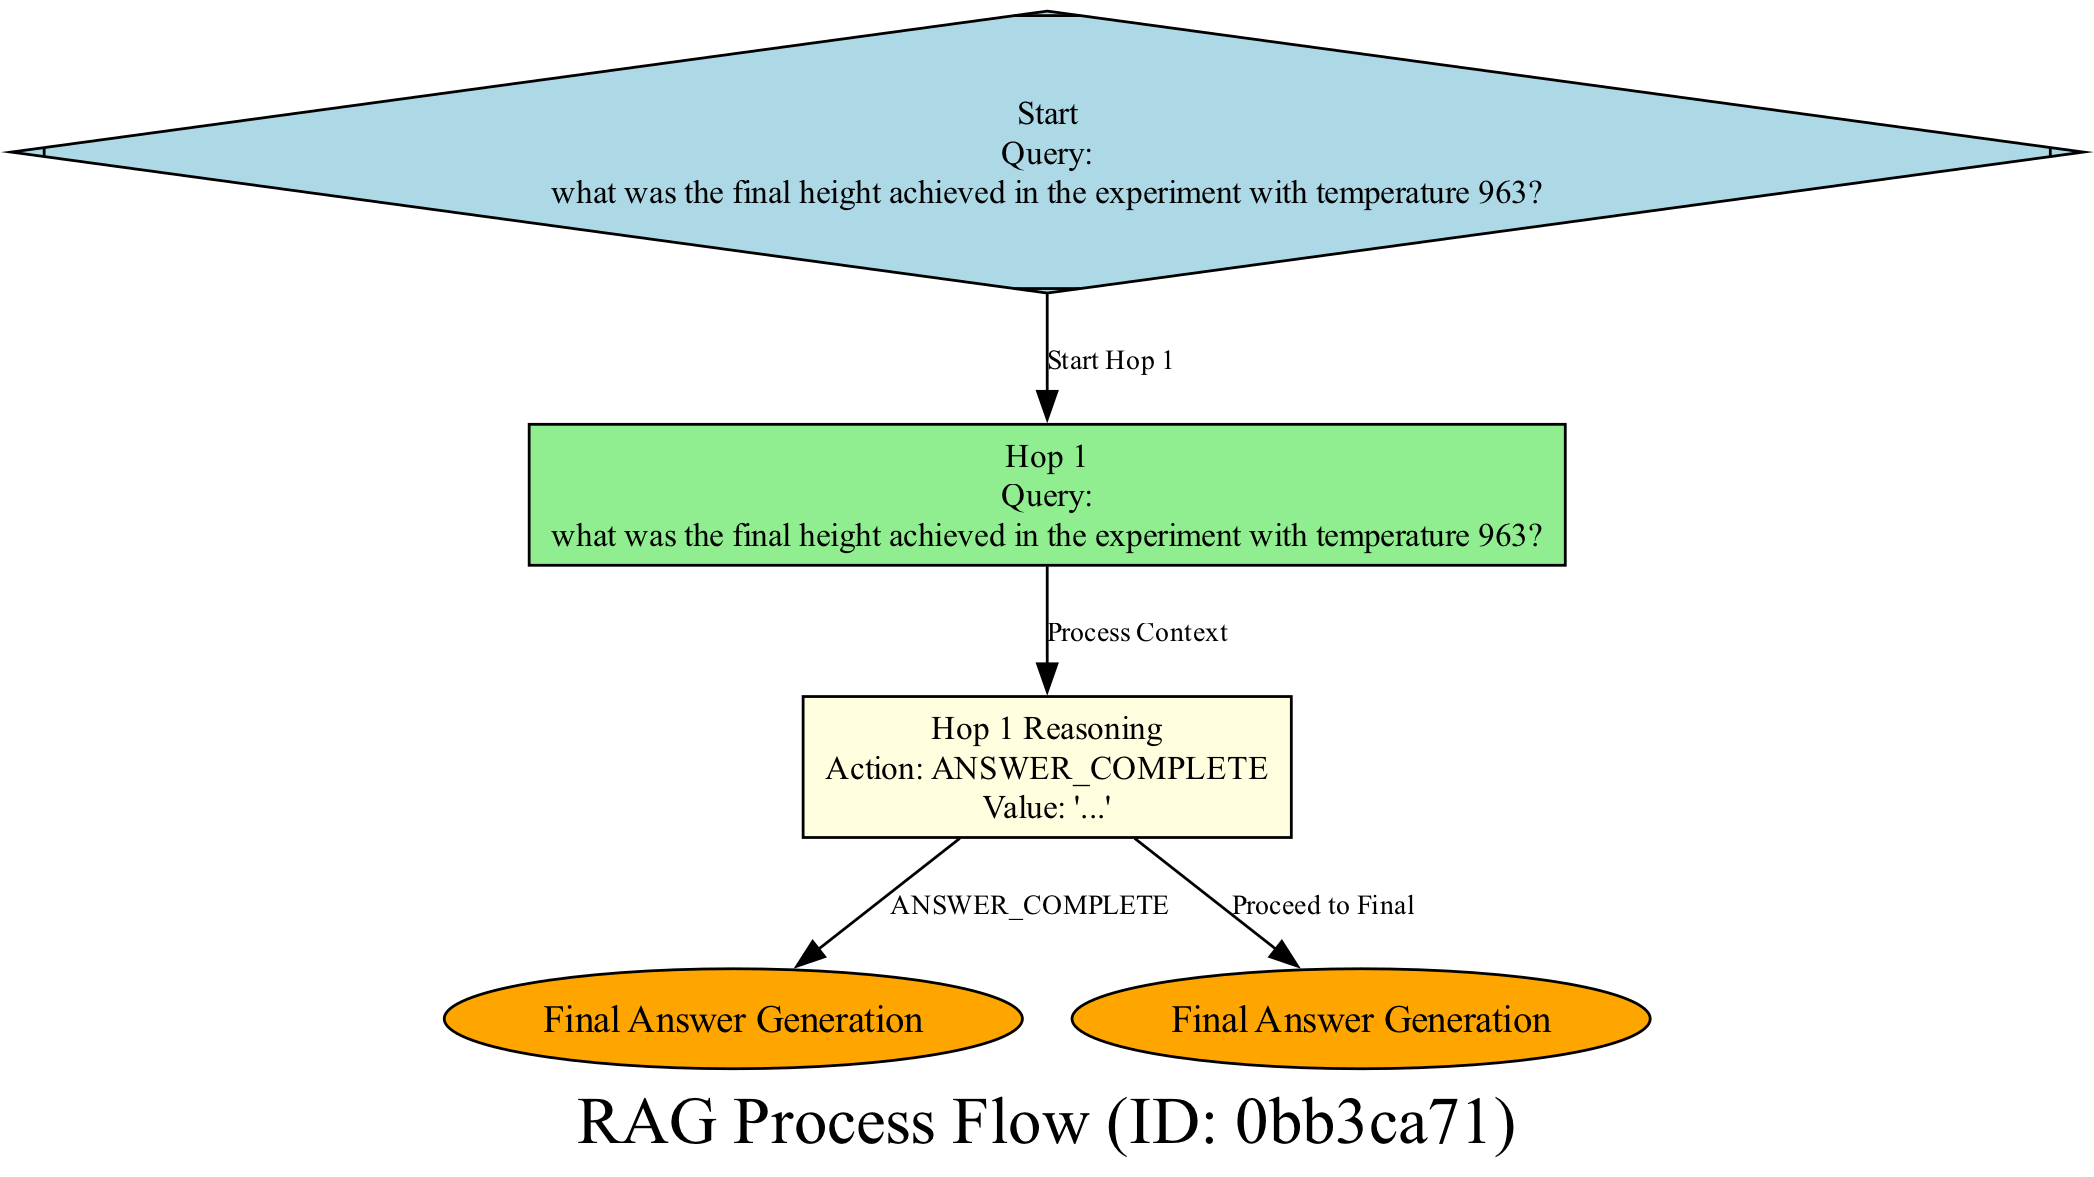 Start
Query:
what was the final height achieved in the experiment with temperature 963?
Start Hop 1
Hop 1
Query:
what was the final height achieved in the experiment with temperature 963?
Process Context
Hop 1 Reasoning
Action: ANSWER_COMPLETE
Value: '...'
ANSWER_COMPLETE
Proceed to Final
Final Answer Generation
Final Answer Generation
RAG Process Flow (ID: 0bb3ca71)